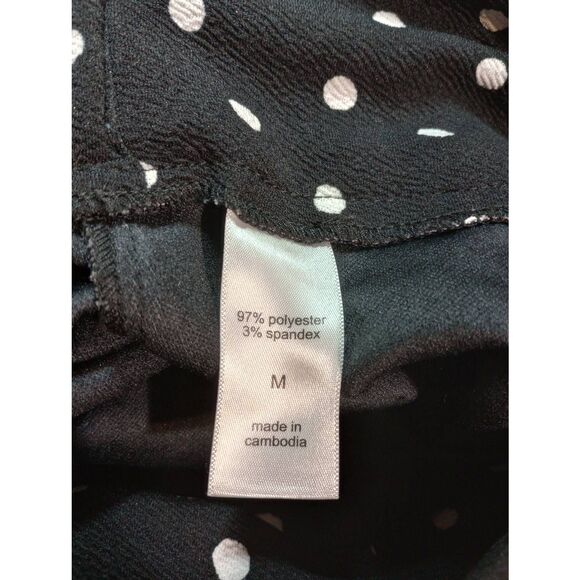 97% polyester
3% spandex
M
made in
cambodia